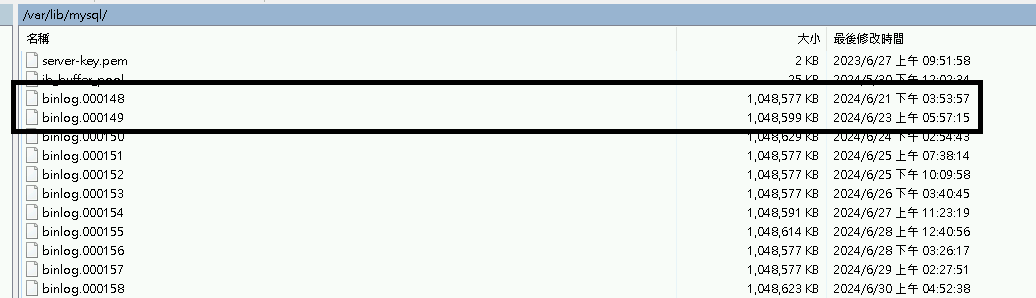 /var/lib/mysql/
名稱 大小 最後修改時間
server-key.pem 2 KB 2023/6/27 上午 09:51:58
ib_buffer_pool 25 KB 2024/5/30 上午 12:02:34
binlog.000148 1,048,577 KB 2024/6/21 下午 03:53:57
binlog.000149 1,048,599 KB 2024/6/23 上午 05:57:15
binlog.000150 1,048,629 KB 2024/6/24 下午 02:54:43
binlog.000151 1,048,577 KB 2024/6/25 上午 07:38:14
binlog.000152 1,048,577 KB 2024/6/25 下午 10:09:58
binlog.000153 1,048,577 KB 2024/6/26 下午 03:40:45
binlog.000154 1,048,591 KB 2024/6/27 上午 11:23:19
binlog.000155 1,048,614 KB 2024/6/28 上午 12:40:56
binlog.000156 1,048,577 KB 2024/6/28 下午 03:26:17
binlog.000157 1,048,577 KB 2024/6/29 上午 02:27:51
binlog.000158 1,048,623 KB 2024/6/30 上午 04:52:38